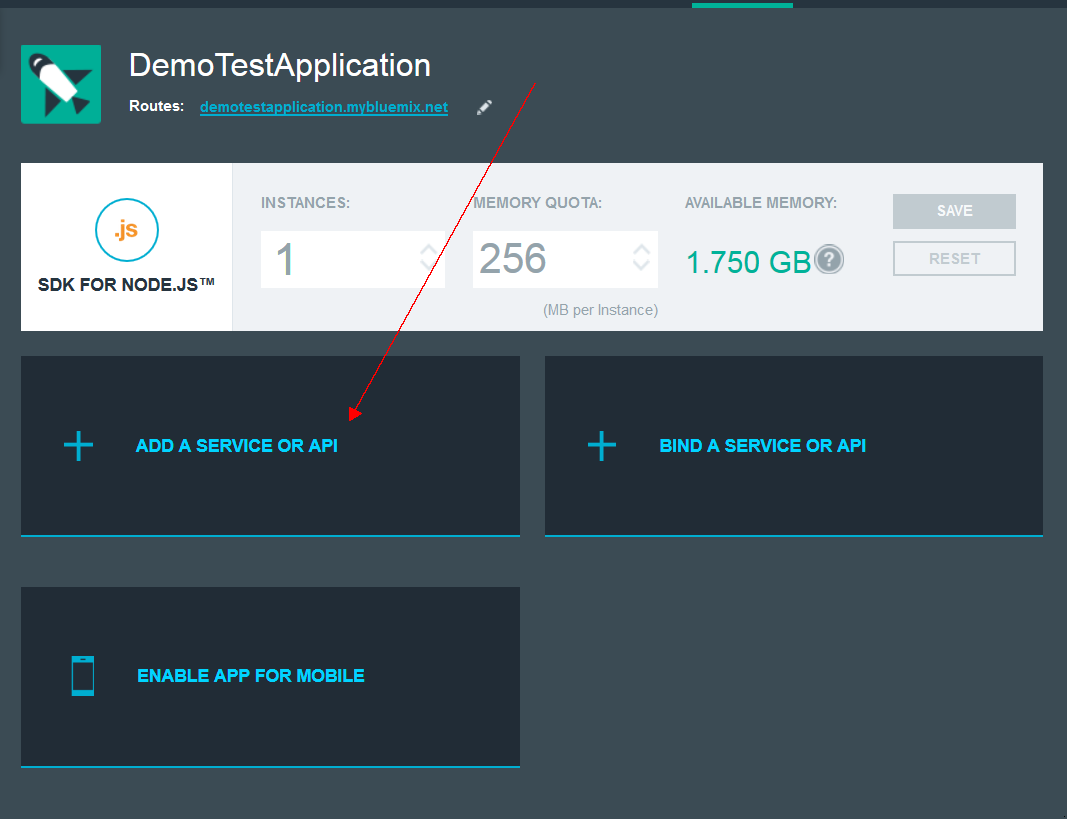 DemoTestApplication
Routes: demotestapplication.mybluemix.net
.js
SDK FOR NODE.JS™
INSTANCES:
1
MEMORY QUOTA:
256
(MB per Instance)
AVAILABLE MEMORY:
1.750 GB ?
SAVE
RESET
ADD A SERVICE OR API
BIND A SERVICE OR API
ENABLE APP FOR MOBILE